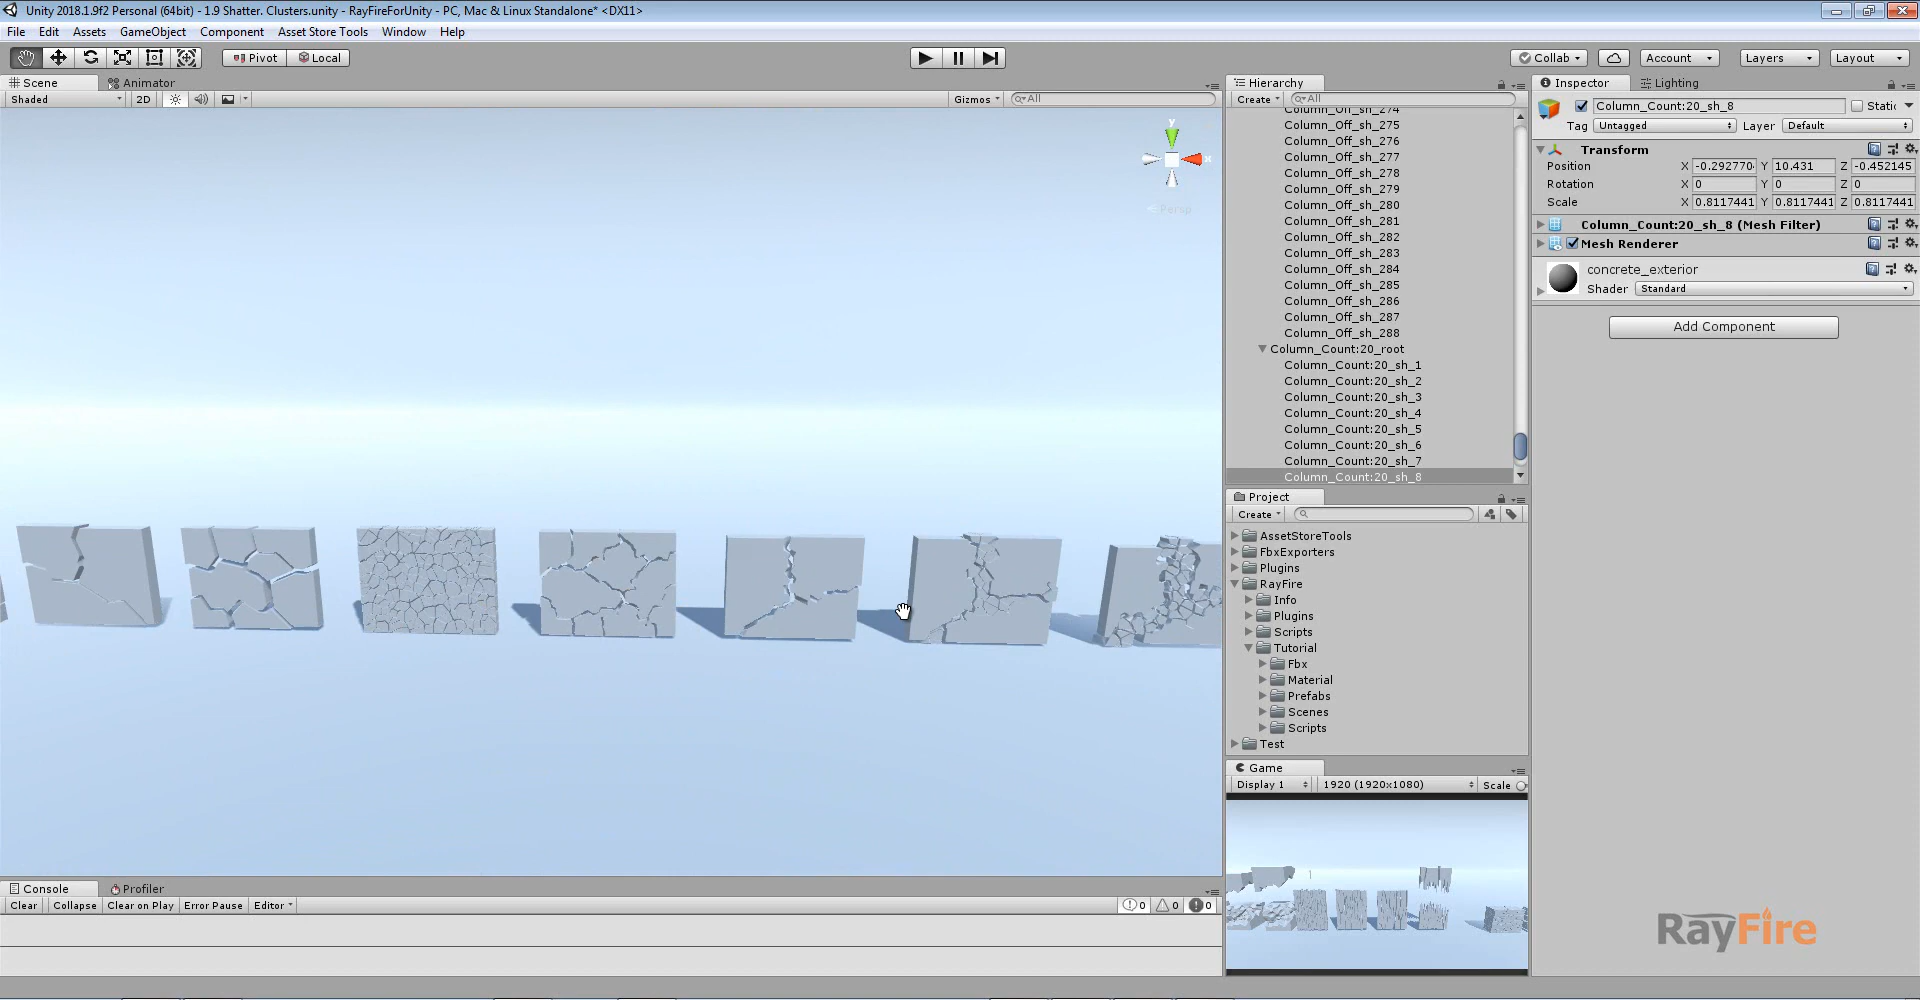 Unity 2018.1.9f2 Personal (64bit) - 1.9 Shatter. Clusters.unity - RayFireForUnity - PC, Mac & Linux Standalone* <DX11>
File Edit Assets GameObject Component Asset Store Tools Window Help
Pivot Local Collab Account Layers Layout
Scene Animator
Shaded 2D Gizmos All
y
x
Persp
Hierarchy
Create All
Column_Off_sh_274
Column_Off_sh_275
Column_Off_sh_276
Column_Off_sh_277
Column_Off_sh_278
Column_Off_sh_279
Column_Off_sh_280
Column_Off_sh_281
Column_Off_sh_282
Column_Off_sh_283
Column_Off_sh_284
Column_Off_sh_285
Column_Off_sh_286
Column_Off_sh_287
Column_Off_sh_288
Column_Count:20_root
Column_Count:20_sh_1
Column_Count:20_sh_2
Column_Count:20_sh_3
Column_Count:20_sh_4
Column_Count:20_sh_5
Column_Count:20_sh_6
Column_Count:20_sh_7
Column_Count:20_sh_8
Project
Create
AssetStoreTools
FbxExporters
Plugins
RayFire
Info
Plugins
Scripts
Tutorial
Fbx
Material
Prefabs
Scenes
Scripts
Test
Game
Display 1 1920 (1920x1080) Scale
Inspector Lighting
Column_Count:20_sh_8 Static
Tag Untagged Layer Default
Transform
Position X -0.292770 Y 10.431 Z -0.452145
Rotation X 0 Y 0 Z 0
Scale X 0.8117441 Y 0.8117441 Z 0.8117441
Column_Count:20_sh_8 (Mesh Filter)
Mesh Renderer
concrete_exterior
Shader Standard
Add Component
Console Profiler
Clear Collapse Clear on Play Error Pause Editor 0 0 0
RayFire